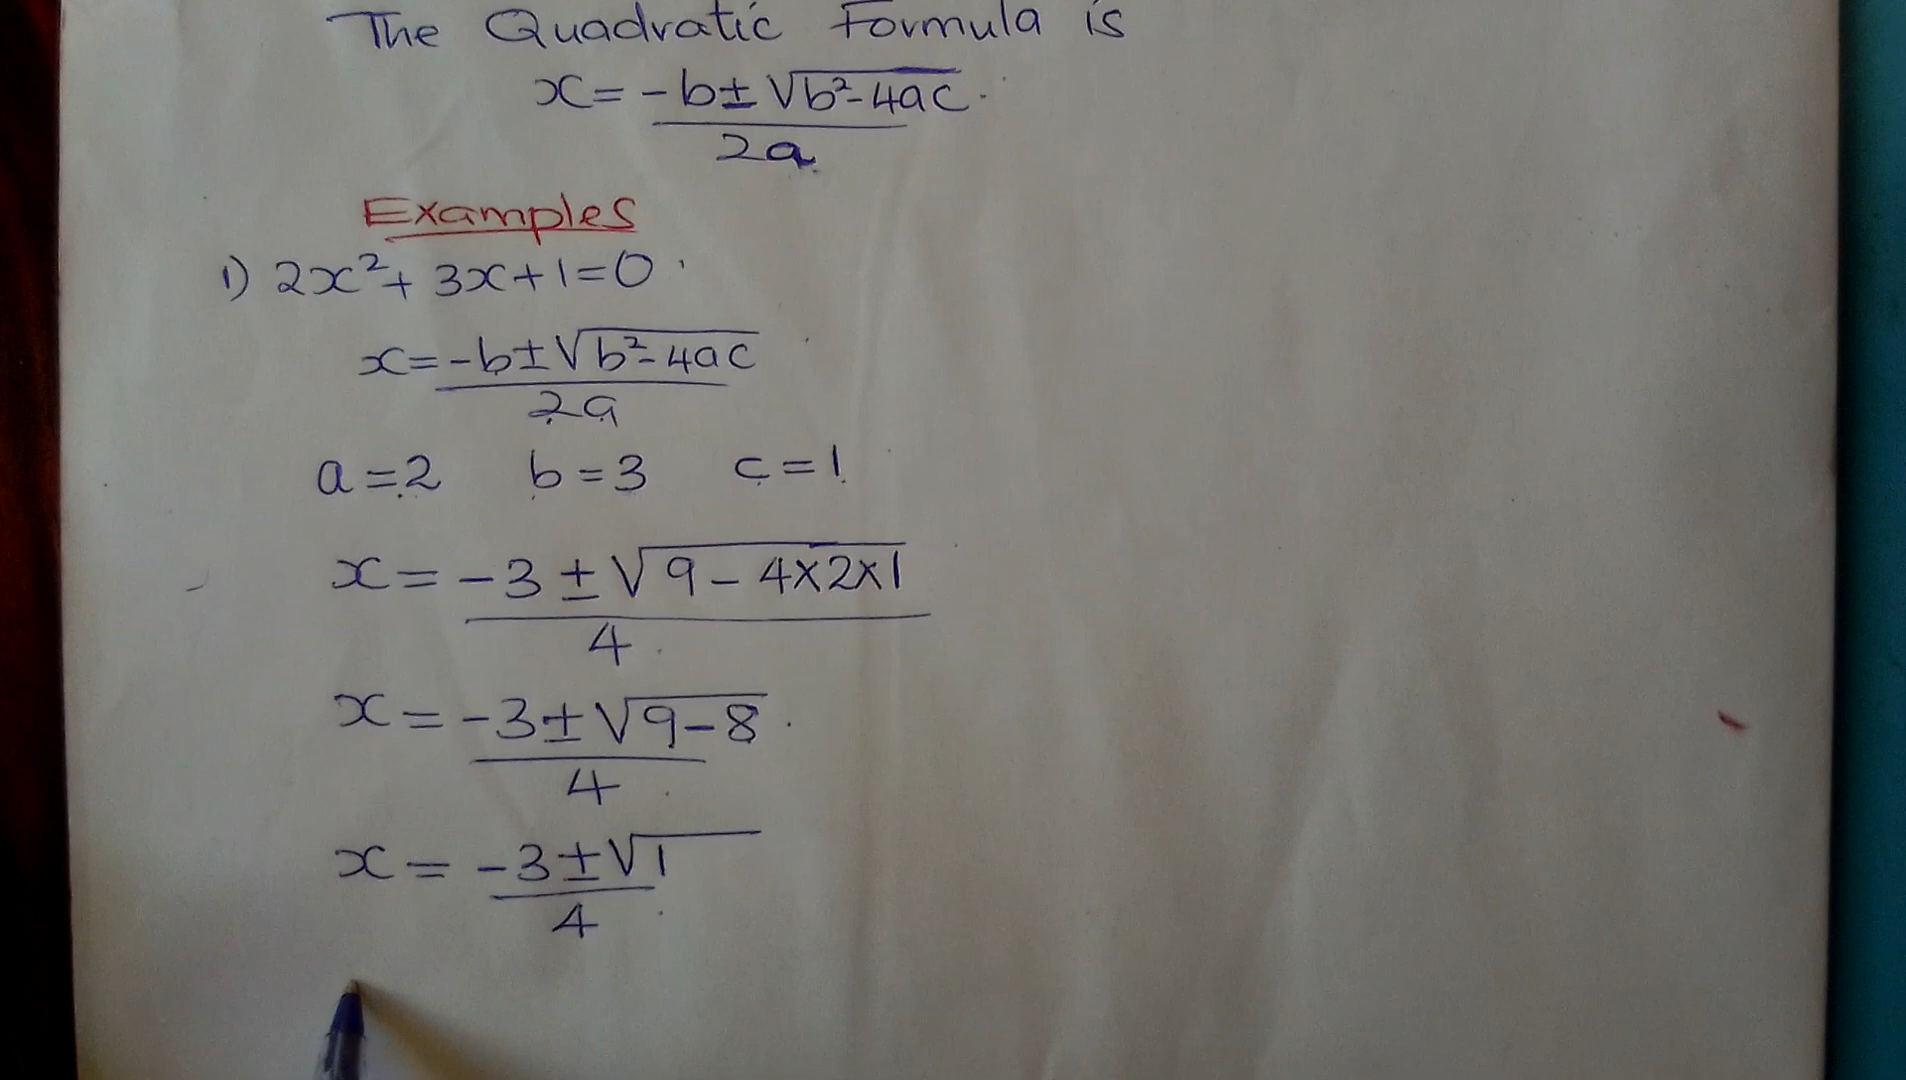 The Quadratic Formula is
x = -b ± √b²-4ac
2a
Examples
1) 2x² + 3x + 1 = 0
x = -b ± √b²-4ac
2a
a = 2 b = 3 c = 1
x = -3 ± √9 - 4x2x1
4
x = -3 ± √9-8
4
x = -3 ± √1
4